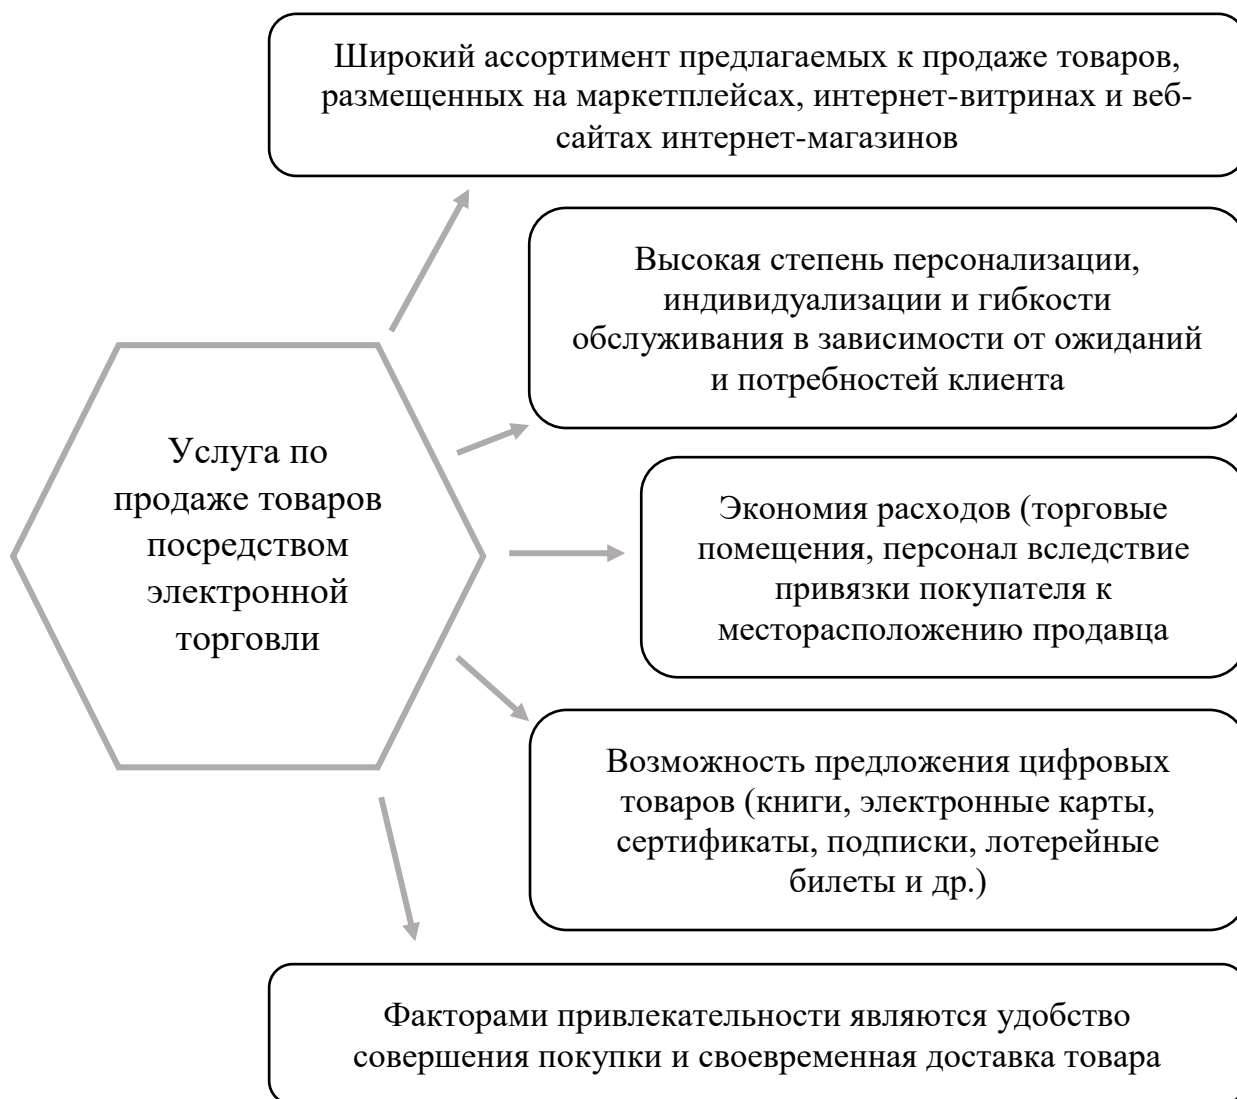 Широкий ассортимент предлагаемых к продаже товаров,
размещенных на маркетплейсах, интернет-витринах и веб-
сайтах интернет-магазинов
Высокая степень персонализации,
индивидуализации и гибкости
обслуживания в зависимости от ожиданий
и потребностей клиента
Услуга по
продаже товаров
посредством
электронной
торговли
Экономия расходов (торговые
помещения, персонал вследствие
привязки покупателя к
месторасположению продавца
Возможность предложения цифровых
товаров (книги, электронные карты,
сертификаты, подписки, лотерейные
билеты и др.)
Факторами привлекательности являются удобство
совершения покупки и своевременная доставка товара